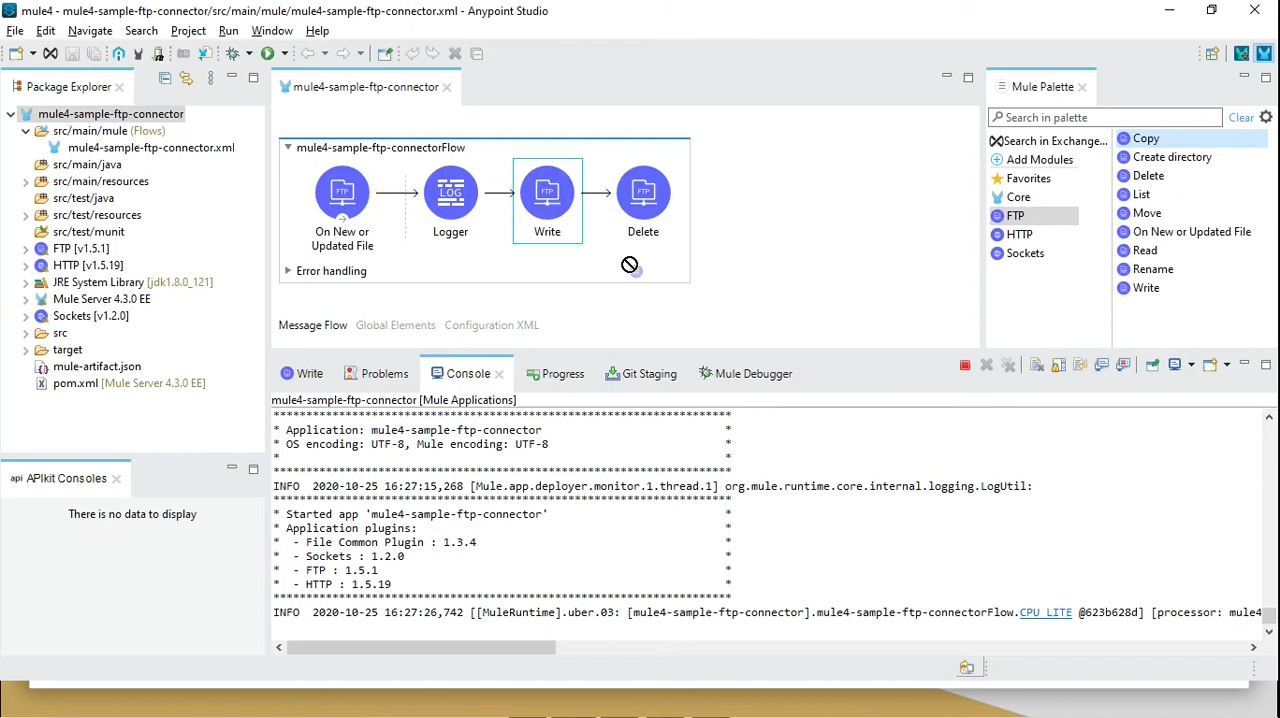 mule4 - mule4-sample-ftp-connector/src/main/mule/mule4-sample-ftp-connector.xml - Anypoint Studio
File Edit Navigate Search Project Run Window Help
Package Explorer
mule4-sample-ftp-connector
src/main/mule (Flows)
mule4-sample-ftp-connector.xml
src/main/java
src/main/resources
src/test/java
src/test/resources
src/test/munit
FTP [v1.5.1]
HTTP [v1.5.19]
JRE System Library [jdk1.8.0_121]
Mule Server 4.3.0 EE
Sockets [v1.2.0]
src
target
mule-artifact.json
pom.xml [Mule Server 4.3.0 EE]
api APIkit Consoles
There is no data to display
mule4-sample-ftp-connector
mule4-sample-ftp-connectorFlow
FTP
LOG
FTP
FTP
On New or
Updated File
Logger
Write
Delete
Error handling
Message Flow Global Elements Configuration XML
Mule Palette
Search in palette
Clear
Search in Exchange...
Add Modules
Favorites
Core
FTP
HTTP
Sockets
Copy
Create directory
Delete
List
Move
On New or Updated File
Read
Rename
Write
Write Problems Console Progress Git Staging Mule Debugger
mule4-sample-ftp-connector [Mule Applications]
*****************************************************************
* Application: mule4-sample-ftp-connector *
* OS encoding: UTF-8, Mule encoding: UTF-8 *
* *
*****************************************************************
INFO 2020-10-25 16:27:15,268 [Mule.app.deployer.monitor.1.thread.1] org.mule.runtime.core.internal.logging.LogUtil:
*****************************************************************
* Started app 'mule4-sample-ftp-connector' *
* Application plugins: *
* - File Common Plugin : 1.3.4 *
* - Sockets : 1.2.0 *
* - FTP : 1.5.1 *
* - HTTP : 1.5.19 *
*****************************************************************
INFO 2020-10-25 16:27:26,742 [[MuleRuntime].uber.03: [mule4-sample-ftp-connector].mule4-sample-ftp-connectorFlow.CPU_LITE @623b628d] [processor: mule4